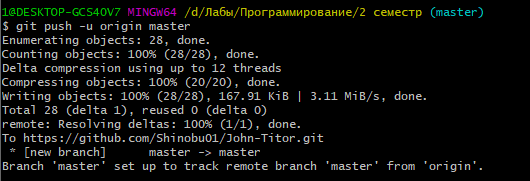 1@DESKTOP-GCS4OV7 MINGW64 /d/Лабы/Программирование/2 семестр (master)
$ git push -u origin master
Enumerating objects: 28, done.
Counting objects: 100% (28/28), done.
Delta compression using up to 12 threads
Compressing objects: 100% (20/20), done.
Writing objects: 100% (28/28), 167.91 KiB | 3.11 MiB/s, done.
Total 28 (delta 1), reused 0 (delta 0)
remote: Resolving deltas: 100% (1/1), done.
To https://github.com/Shinobu01/John-Titor.git
 * [new branch]      master -> master
Branch 'master' set up to track remote branch 'master' from 'origin'.